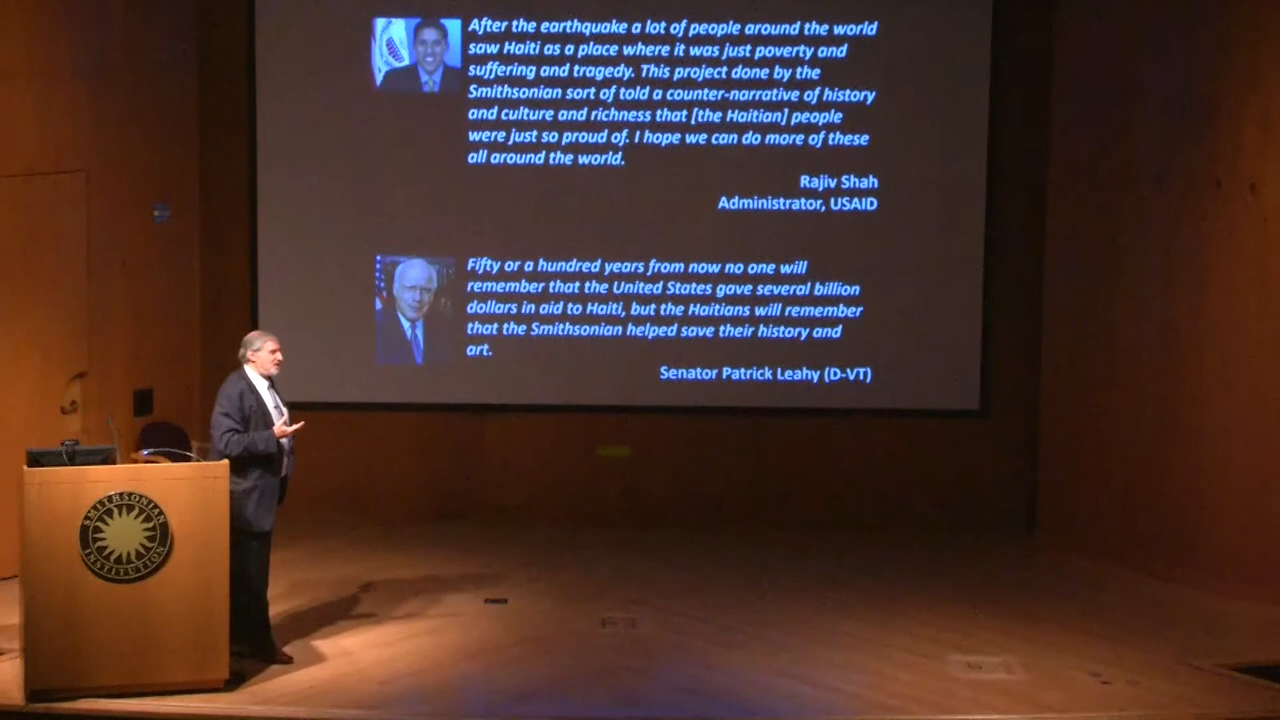 After the earthquake a lot of people around the world
saw Haiti as a place where it was just poverty and
suffering and tragedy. This project done by the
Smithsonian sort of told a counter-narrative of history
and culture and richness that [the Haitian] people
were just so proud of. I hope we can do more of these
all around the world.
Rajiv Shah
Administrator, USAID
Fifty or a hundred years from now no one will
remember that the United States gave several billion
dollars in aid to Haiti, but the Haitians will remember
that the Smithsonian helped save their history and
art.
Senator Patrick Leahy (D-VT)
SMITHSONIAN
INSTITUTION